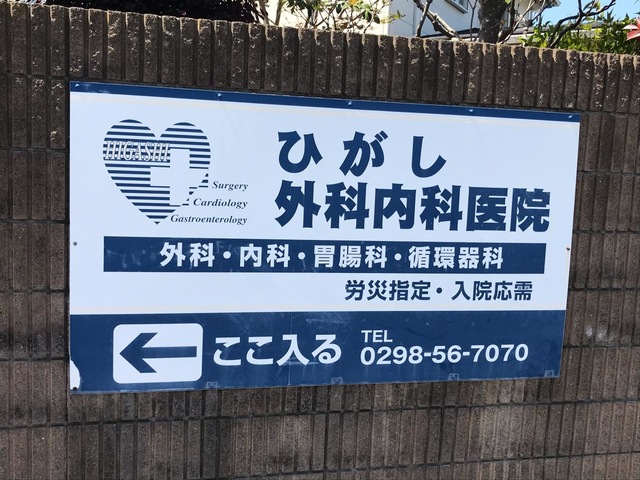 HIGASHI
Surgery
Cardiology
Gastroenterology
ひがし
外科内科医院
外科・内科・胃腸科・循環器科
労災指定・入院応需
ここ入る
TEL
0298-56-7070